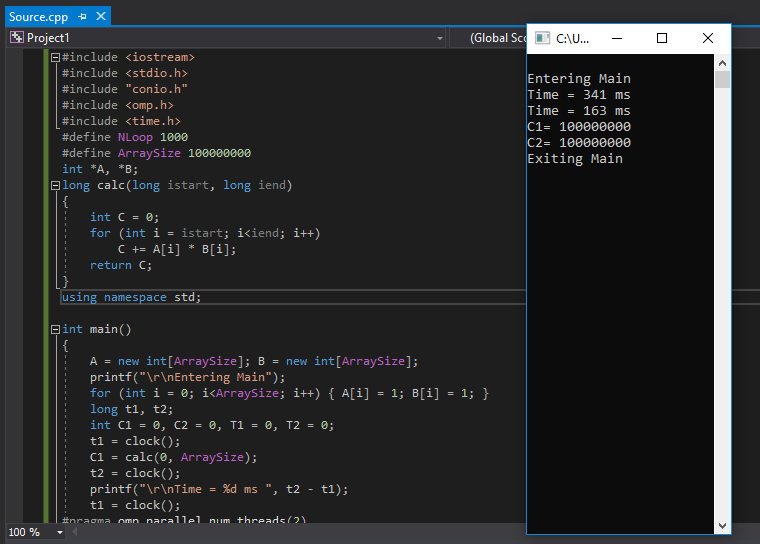 Source.cpp
Project1
(Global Sco
#include <iostream>
#include <stdio.h>
#include "conio.h"
#include <omp.h>
#include <time.h>
#define NLoop 1000
#define ArraySize 100000000
int *A, *B;
long calc(long istart, long iend)
{
int C = 0;
for (int i = istart; i<iend; i++)
C += A[i] * B[i];
return C;
}
using namespace std;
int main()
{
A = new int[ArraySize]; B = new int[ArraySize];
printf("\r\nEntering Main");
for (int i = 0; i<ArraySize; i++) { A[i] = 1; B[i] = 1; }
long t1, t2;
int C1 = 0, C2 = 0, T1 = 0, T2 = 0;
t1 = clock();
C1 = calc(0, ArraySize);
t2 = clock();
printf("\r\nTime = %d ms ", t2 - t1);
t1 = clock();
#pragma omp parallel num_threads(2)
100 %
C:\U...
Entering Main
Time = 341 ms
Time = 163 ms
C1= 100000000
C2= 100000000
Exiting Main